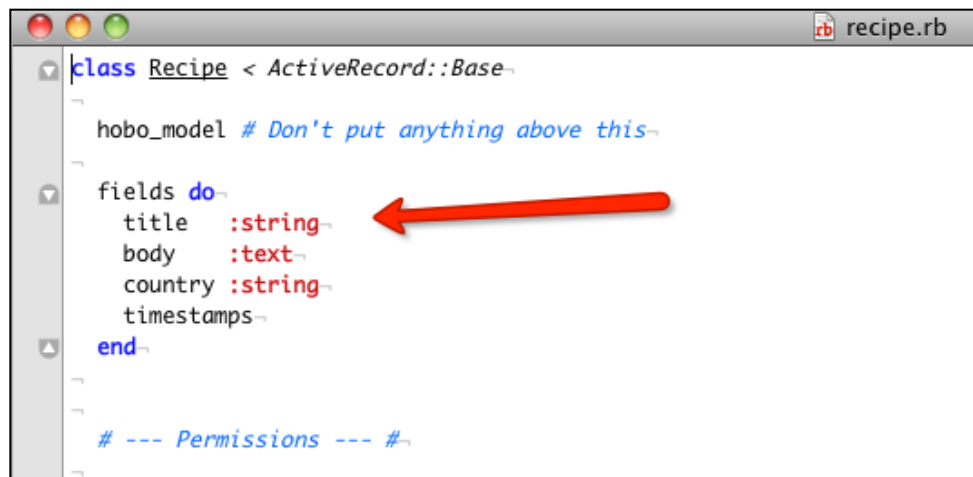 recipe.rb
class Recipe < ActiveRecord::Base¬
¬
  hobo_model # Don't put anything above this¬
¬
  fields do¬
    title   :string¬
    body    :text¬
    country :string¬
    timestamps¬
  end¬
¬
¬
  # --- Permissions --- #¬
¬